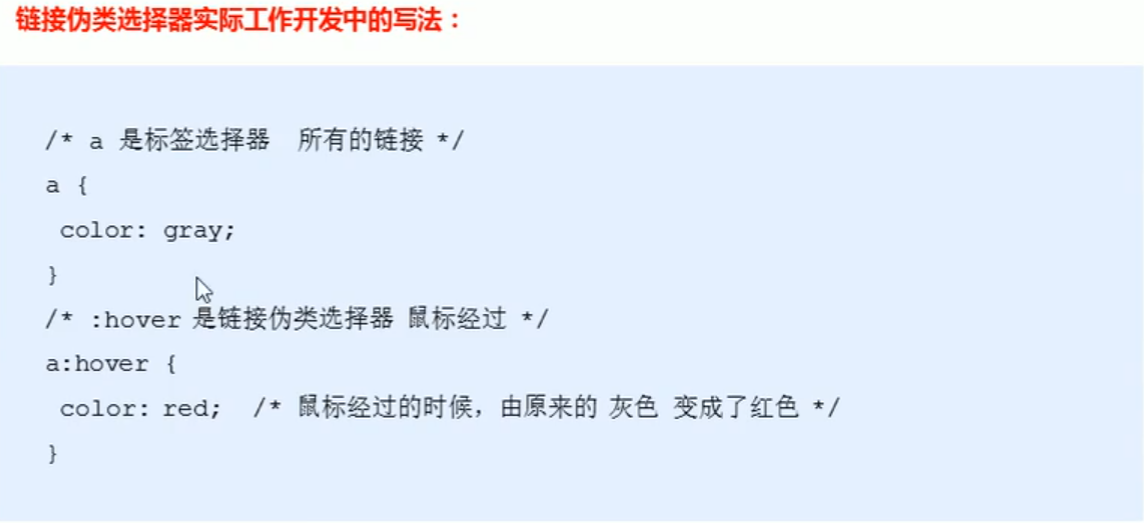 链接伪类选择器实际工作开发中的写法：
/* a 是标签选择器  所有的链接 */
a {
 color: gray;
}
/* :hover 是链接伪类选择器 鼠标经过 */
a:hover {
 color: red;  /* 鼠标经过的时候，由原来的 灰色 变成了红色 */
}